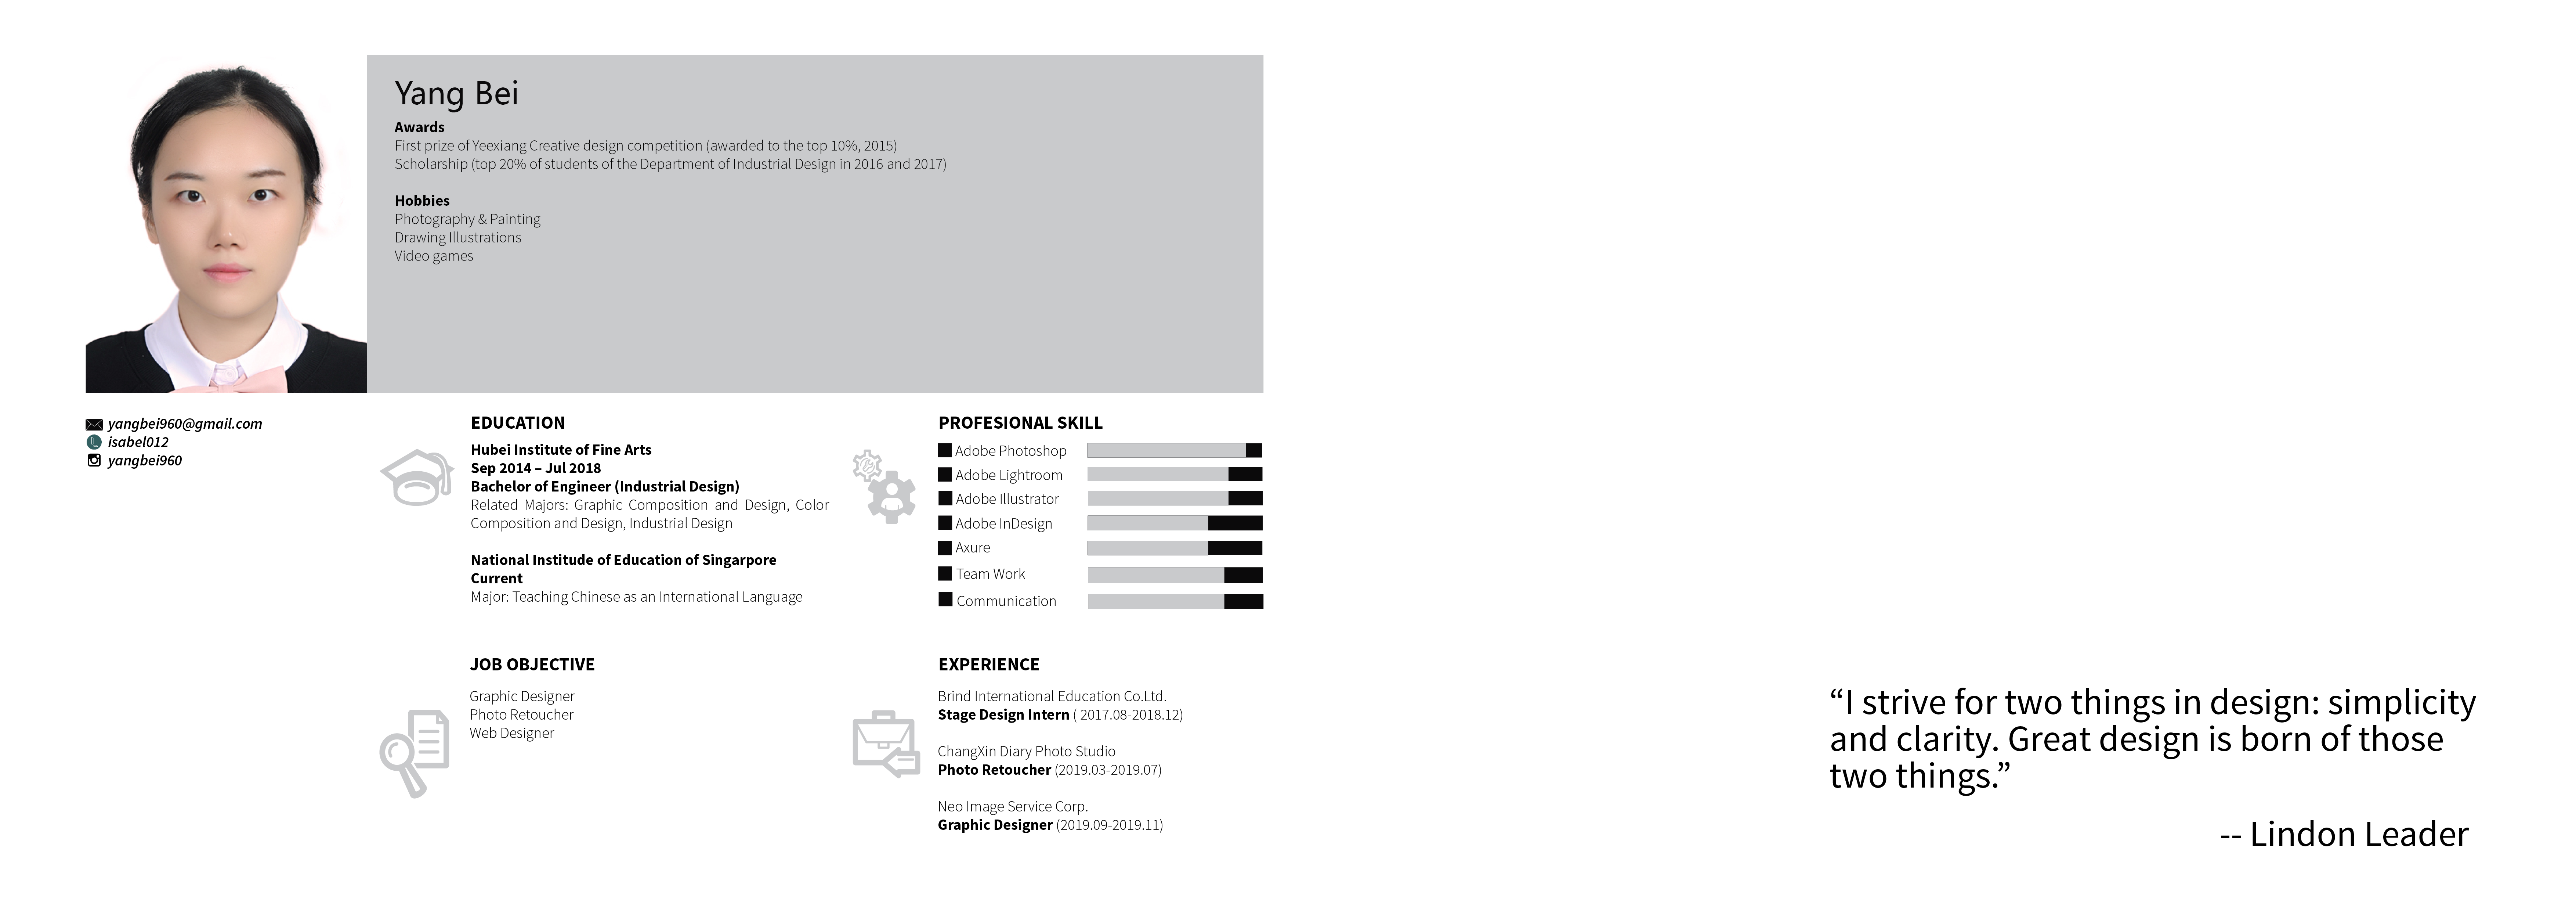 Yang Bei
Awards
First prize of Yeexiang Creative design competition (awarded to the top 10%, 2015)
Scholarship (top 20% of students of the Department of Industrial Design in 2016 and 2017)
Hobbies
Photography & Painting
Drawing Illustrations
Video games
yangbei960@gmail.com
isabel012
yangbei960
EDUCATION
Hubei Institute of Fine Arts
Sep 2014 – Jul 2018
Bachelor of Engineer (Industrial Design)
Related Majors: Graphic Composition and Design, Color
Composition and Design, Industrial Design
National Institude of Education of Singarpore
Current
Major: Teaching Chinese as an International Language
PROFESIONAL SKILL
Adobe Photoshop
Adobe Lightroom
Adobe Illustrator
Adobe InDesign
Axure
Team Work
Communication
JOB OBJECTIVE
Graphic Designer
Photo Retoucher
Web Designer
EXPERIENCE
Brind International Education Co.Ltd.
Stage Design Intern ( 2017.08-2018.12)
ChangXin Diary Photo Studio
Photo Retoucher (2019.03-2019.07)
Neo Image Service Corp.
Graphic Designer (2019.09-2019.11)
“I strive for two things in design: simplicity
and clarity. Great design is born of those
two things.”
-- Lindon Leader